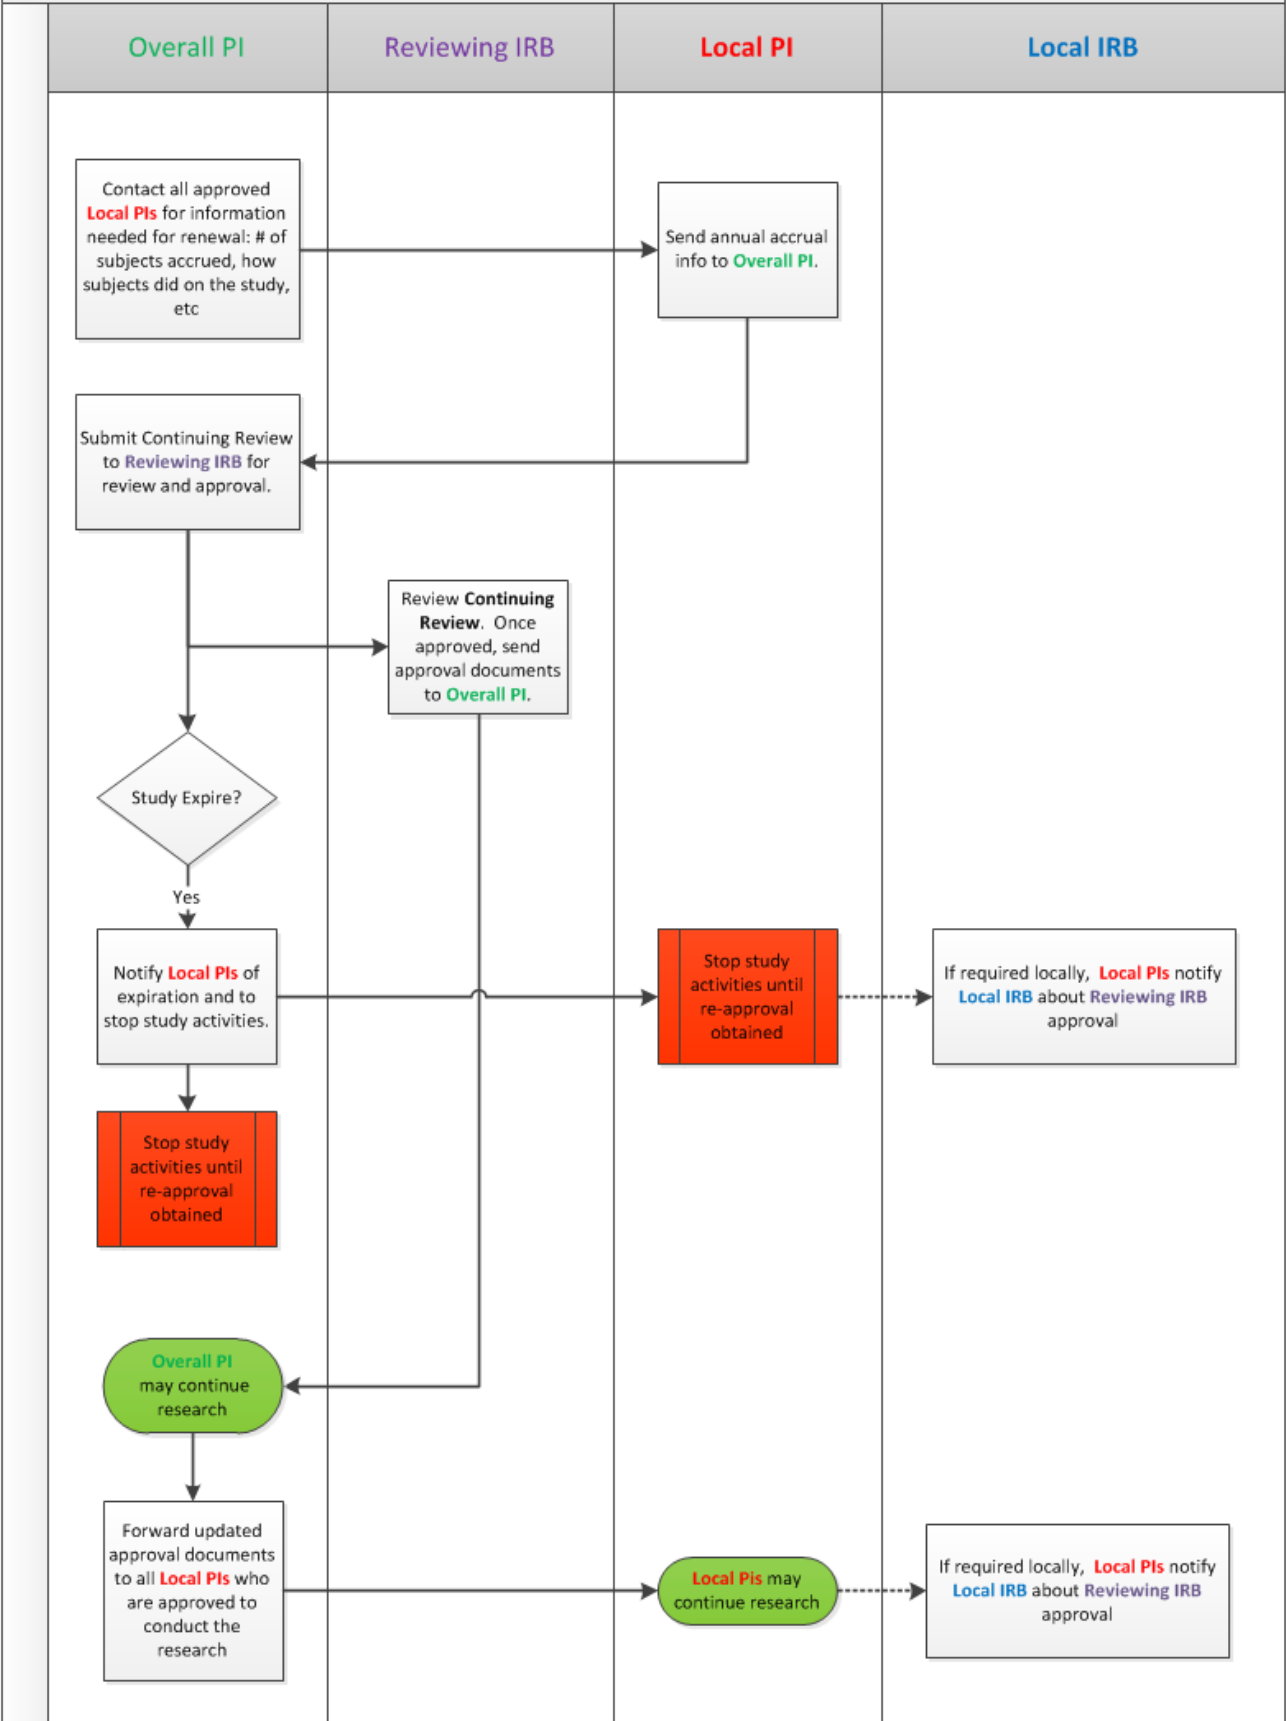 Overall PI
Reviewing IRB
Local PI
Local IRB
Contact all approved
Local PIs for information
needed for renewal: # of
subjects accrued, how
subjects did on the study,
etc
Send annual accrual
info to Overall PI.
Submit Continuing Review
to Reviewing IRB for
review and approval.
Review Continuing
Review. Once
approved, send
approval documents
to Overall PI.
Study Expire?
Yes
Notify Local PIs of
expiration and to
stop study activities.
Stop study
activities until
re-approval
obtained
If required locally, Local PIs notify
Local IRB about Reviewing IRB
approval
Stop study
activities until
re-approval
obtained
Overall PI
may continue
research
Forward updated
approval documents
to all Local PIs who
are approved to
conduct the
research
Local Pis may
continue research
If required locally, Local PIs notify
Local IRB about Reviewing IRB
approval